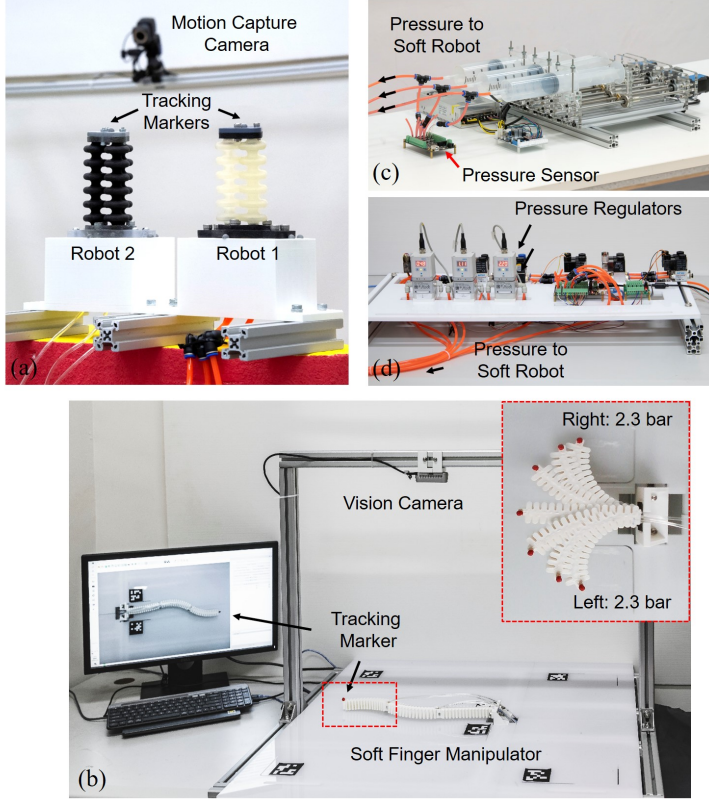 Motion Capture
Camera
Tracking
Markers
Robot 2
Robot 1
(a)
Pressure to
Soft Robot
(c)
Pressure Sensor
Pressure Regulators
Pressure to
Soft Robot
(d)
Right: 2.3 bar
Vision Camera
Left: 2.3 bar
Tracking
Marker
Soft Finger Manipulator
(b)